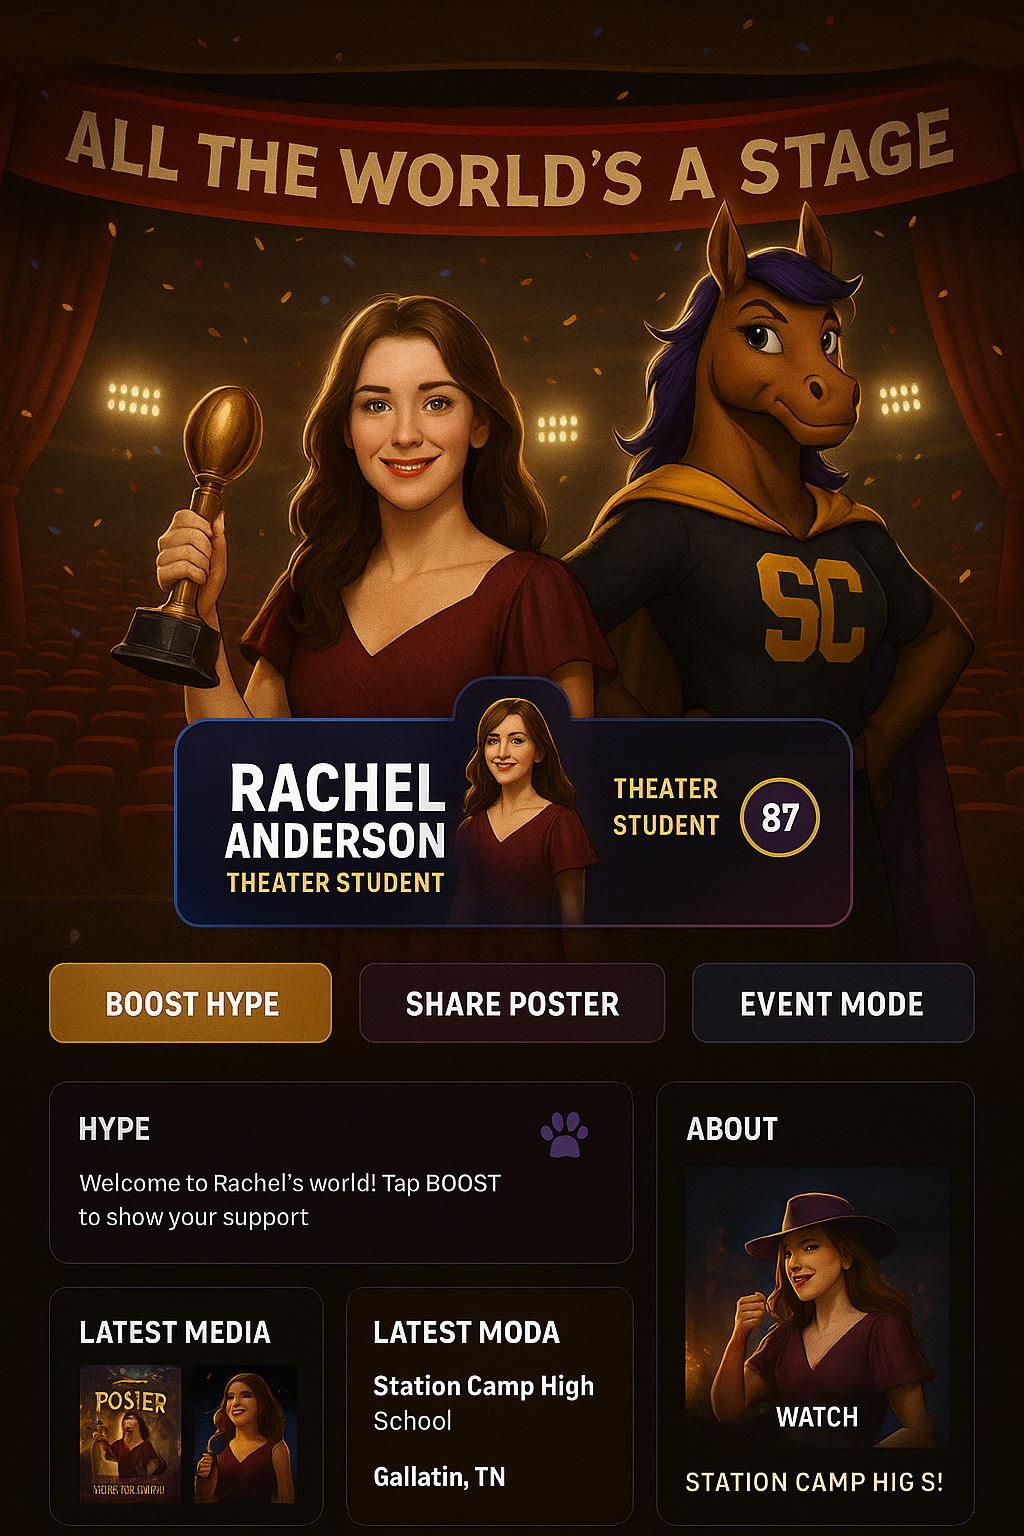 ALL THE WORLD'S A STAGE
SC
RACHEL
ANDERSON
THEATER STUDENT
THEATER
STUDENT
87
BOOST HYPE
SHARE POSTER
EVENT MODE
HYPE
Welcome to Rachel's world! Tap BOOST
to show your support
ABOUT
WATCH
STATION CAMP HIG S!
LATEST MEDIA
POSTER
LATEST MODA
Station Camp High
School
Gallatin, TN